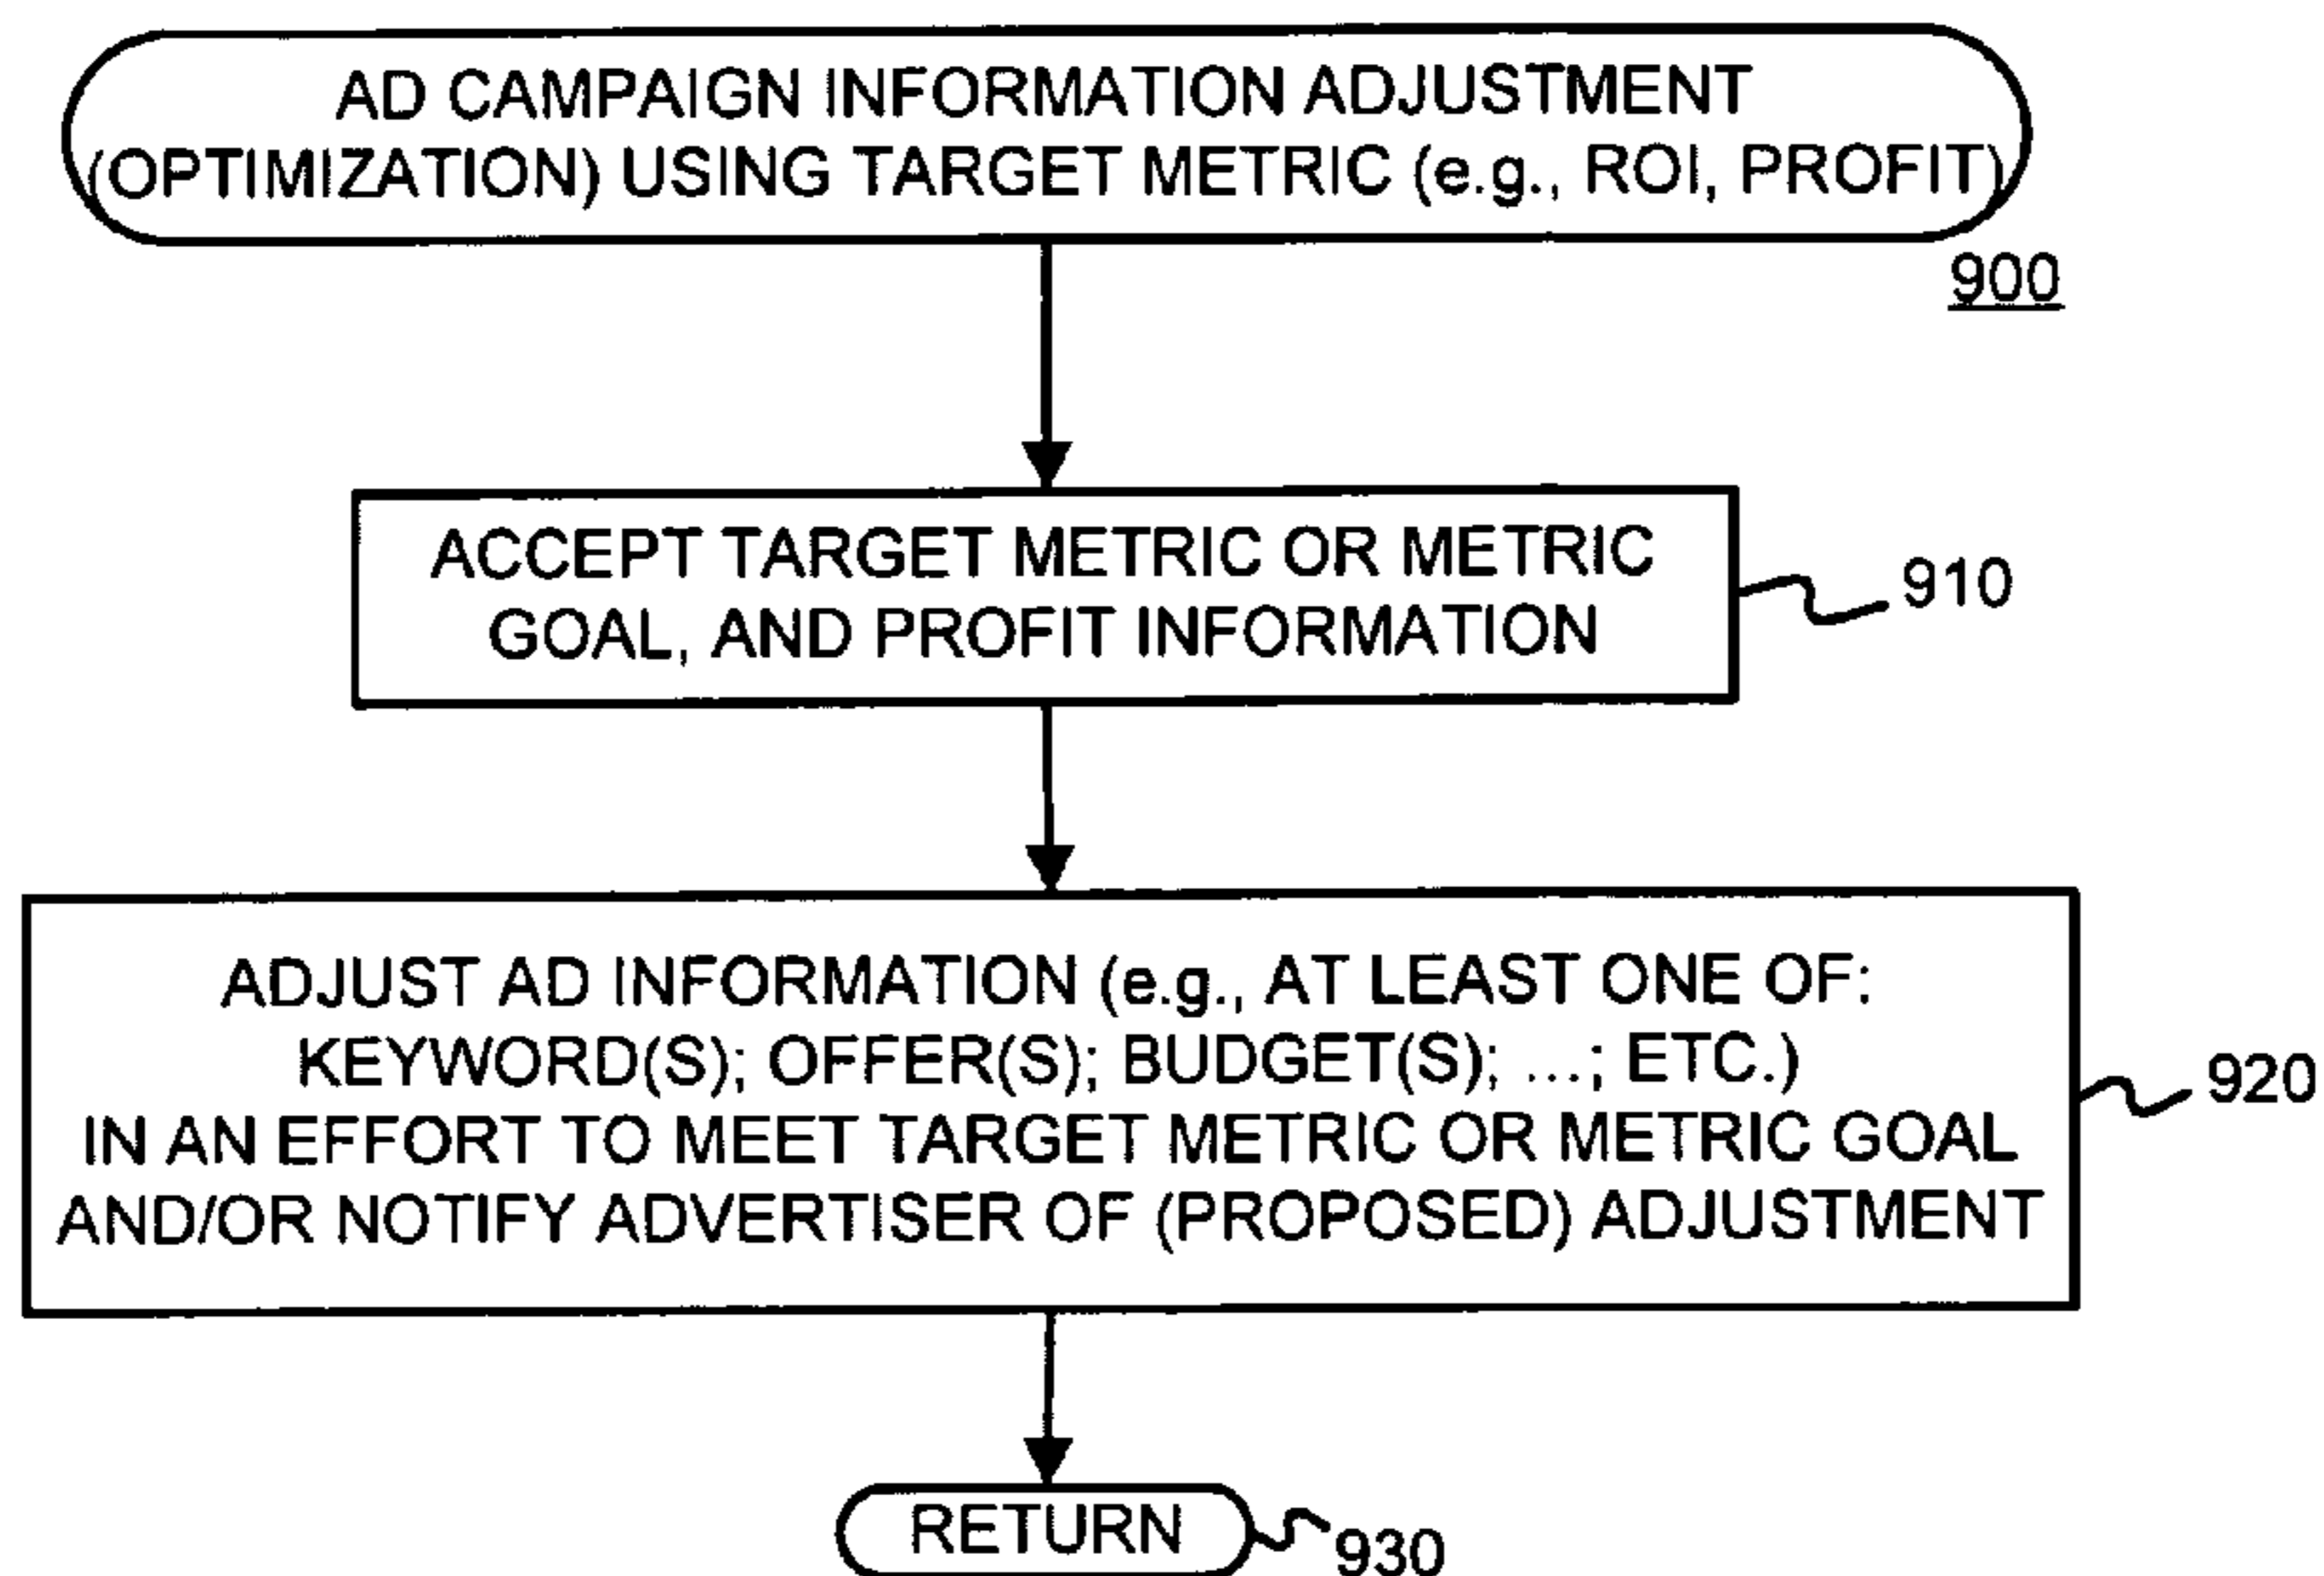 AD CAMPAIGN INFORMATION ADJUSTMENT
(OPTIMIZATION) USING TARGET METRIC (e.g., ROI, PROFIT)
900
ACCEPT TARGET METRIC OR METRIC
GOAL, AND PROFIT INFORMATION
910
ADJUST AD INFORMATION (e.g., AT LEAST ONE OF:
KEYWORD(S); OFFER(S); BUDGET(S); ...; ETC.)
IN AN EFFORT TO MEET TARGET METRIC OR METRIC GOAL
AND/OR NOTIFY ADVERTISER OF (PROPOSED) ADJUSTMENT
920
RETURN
930